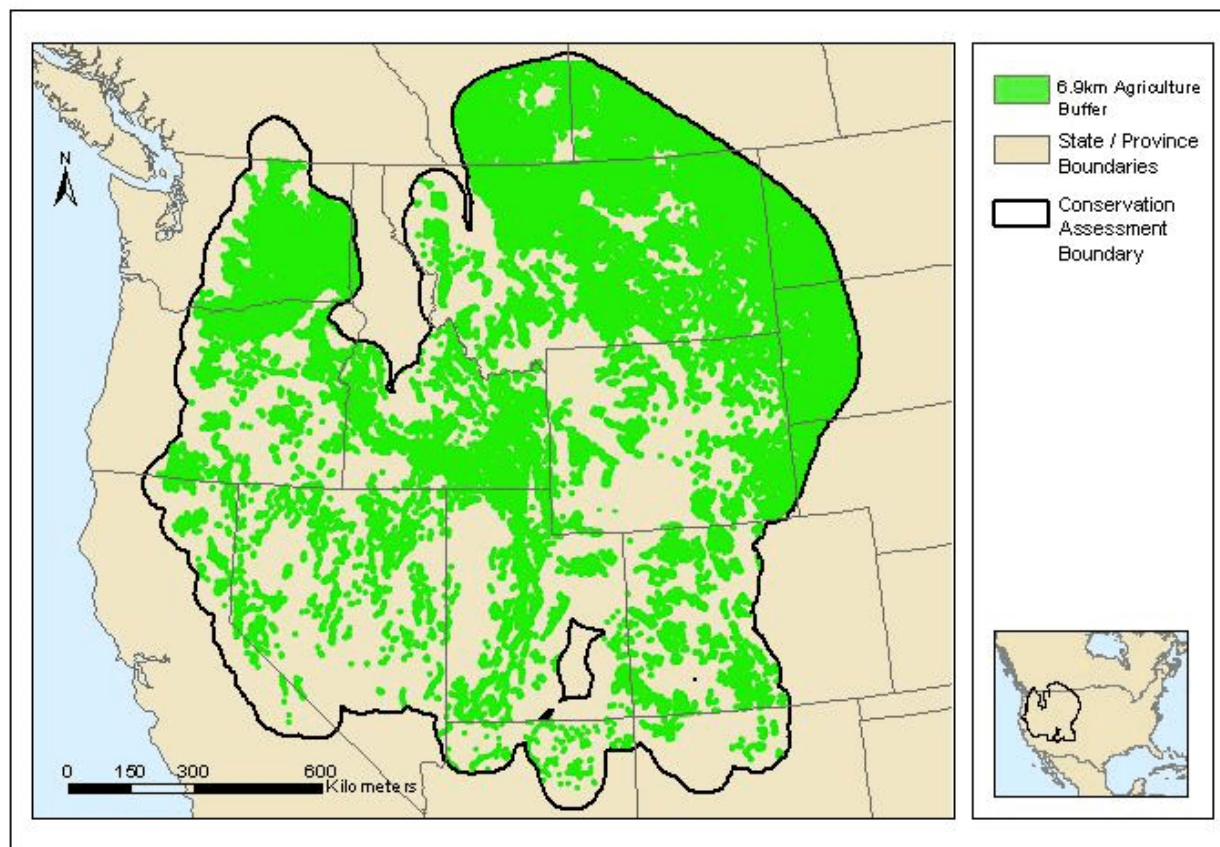 N
0 150 300 600
Kilometers
6.9km Agriculture
Buffer
State / Province
Boundaries
Conservation
Assessment
Boundary